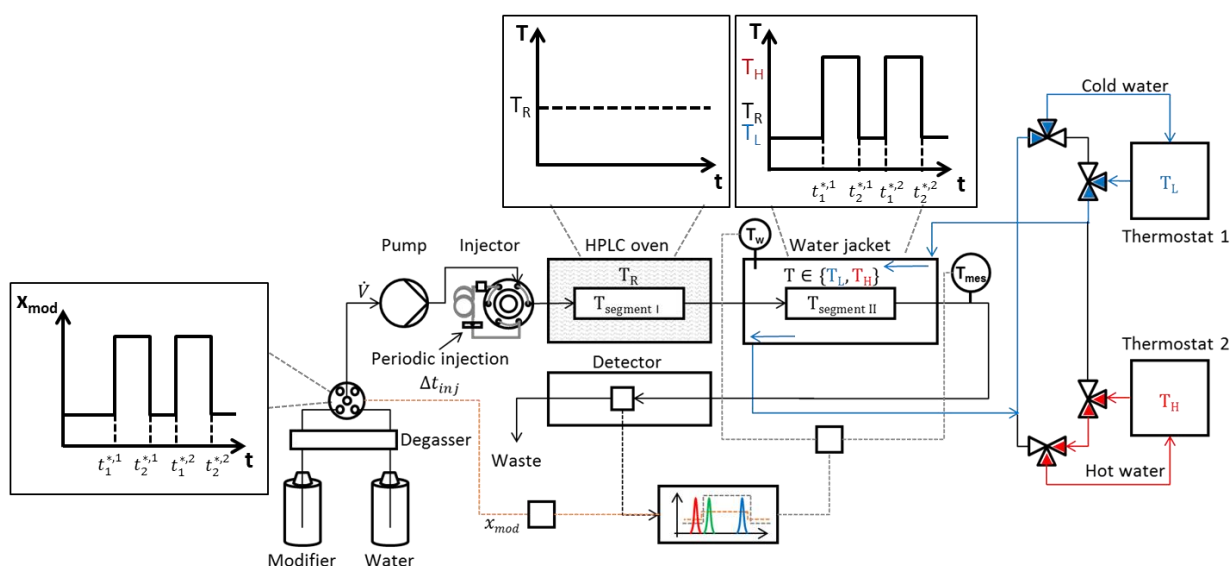 T
T_R
t
T
T_H
T_R
T_L
t_1^{*,1} t_2^{*,1} t_1^{*,2} t_2^{*,2}
t
Cold water
T_L
Thermostat 1
Pump
Injector
HPLC oven
T_w
Water jacket
V̇
T_R
T ∈ {T_L, T_H}
T_mes
T_segment I
T_segment II
x_mod
Periodic injection
Δt_inj
Detector
Thermostat 2
T_H
t_1^{*,1} t_2^{*,1} t_1^{*,2} t_2^{*,2}
t
Degasser
Waste
Hot water
x_mod
Modifier
Water